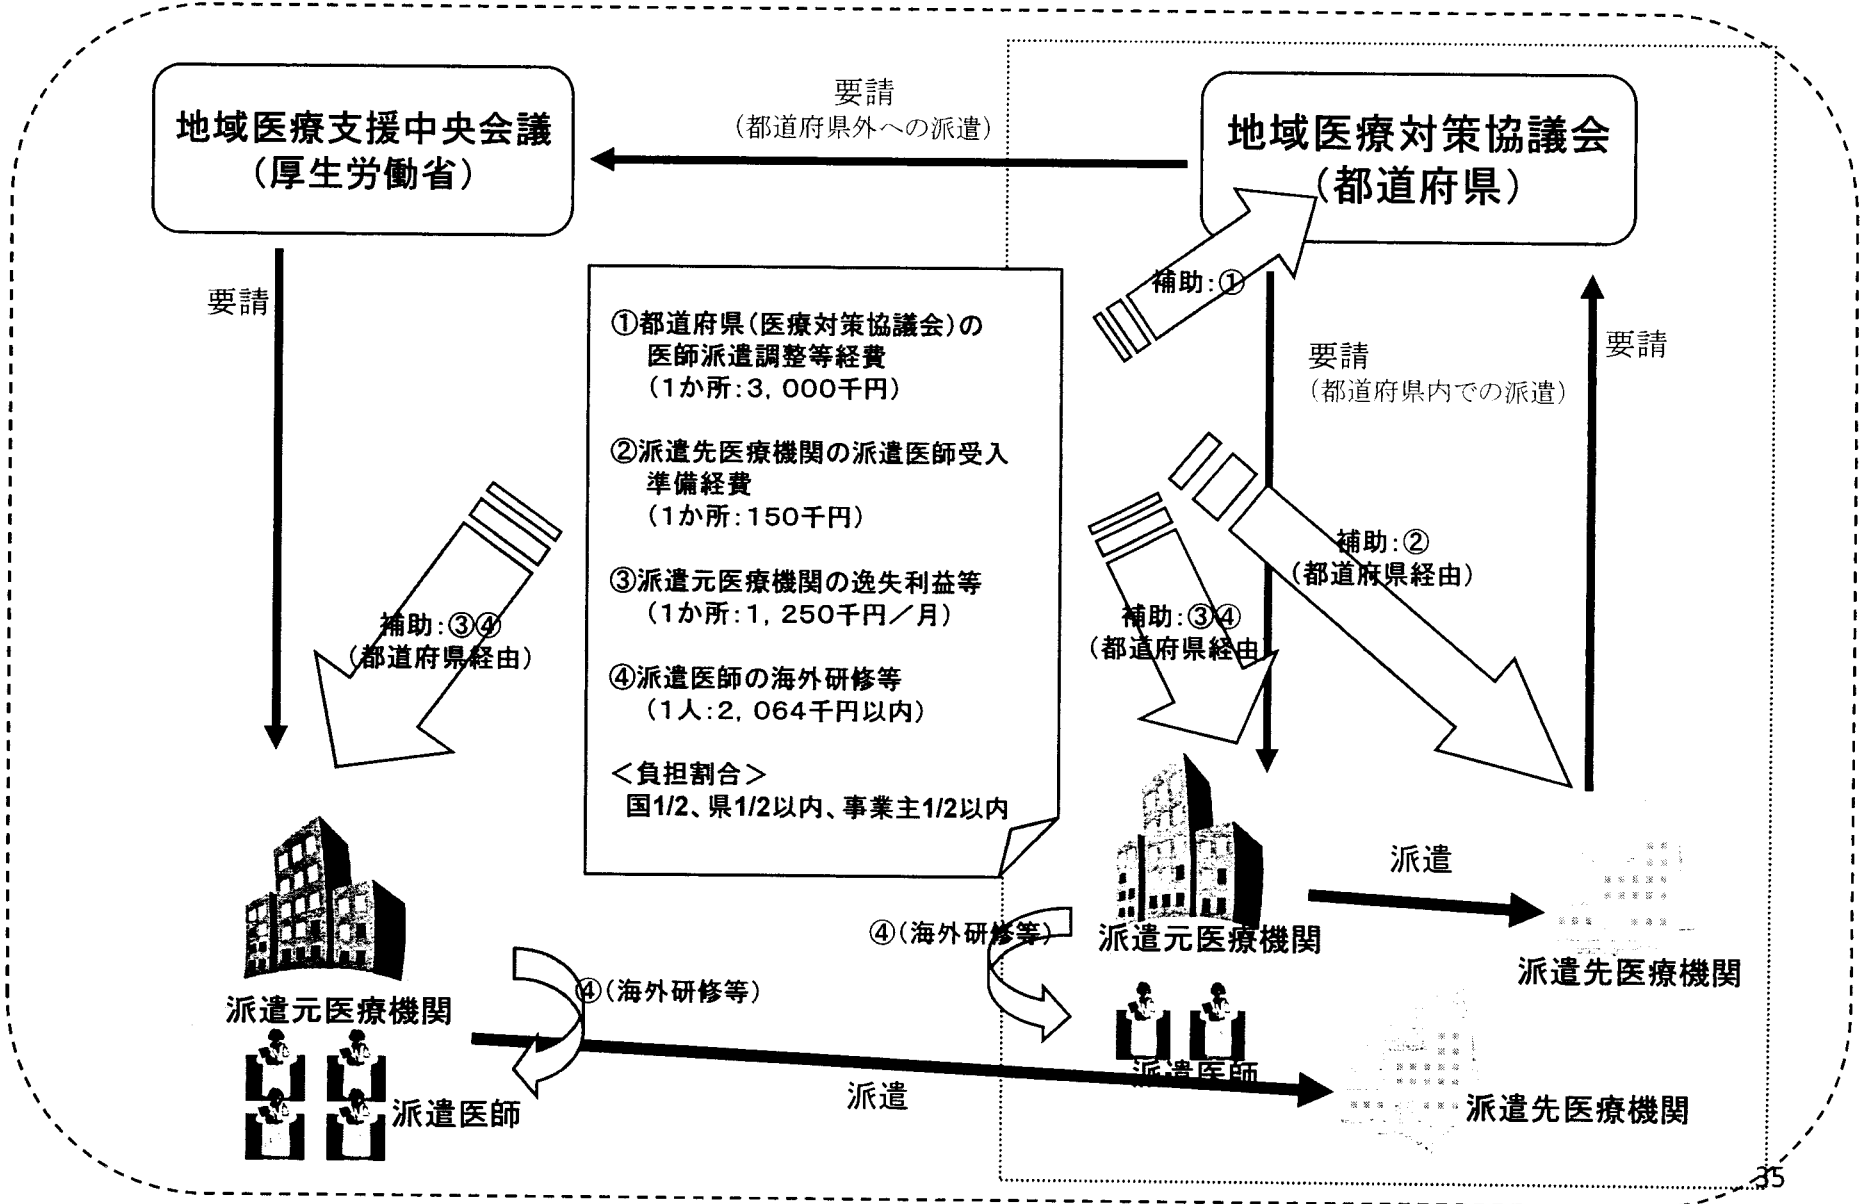 要請
（都道府県外への派遣）
地域医療支援中央会議
（厚生労働省）
地域医療対策協議会
（都道府県）
要請
補助：①
要請
（都道府県内での派遣）
要請
①都道府県（医療対策協議会）の
医師派遣調整等経費
（1か所：3，000千円）
②派遣先医療機関の派遣医師受入
準備経費
（1か所：150千円）
③派遣元医療機関の逸失利益等
（1か所：1，250千円／月）
④派遣医師の海外研修等
（1人：2，064千円以内）
＜負担割合＞
国1/2、県1/2以内、事業主1/2以内
補助：②
（都道府県経由）
補助：③④
（都道府県経由）
補助：③④
（都道府県経由）
派遣
④（海外研修等）
派遣元医療機関
派遣先医療機関
④（海外研修等）
派遣元医療機関
派遣医師
派遣
派遣医師
派遣先医療機関
35